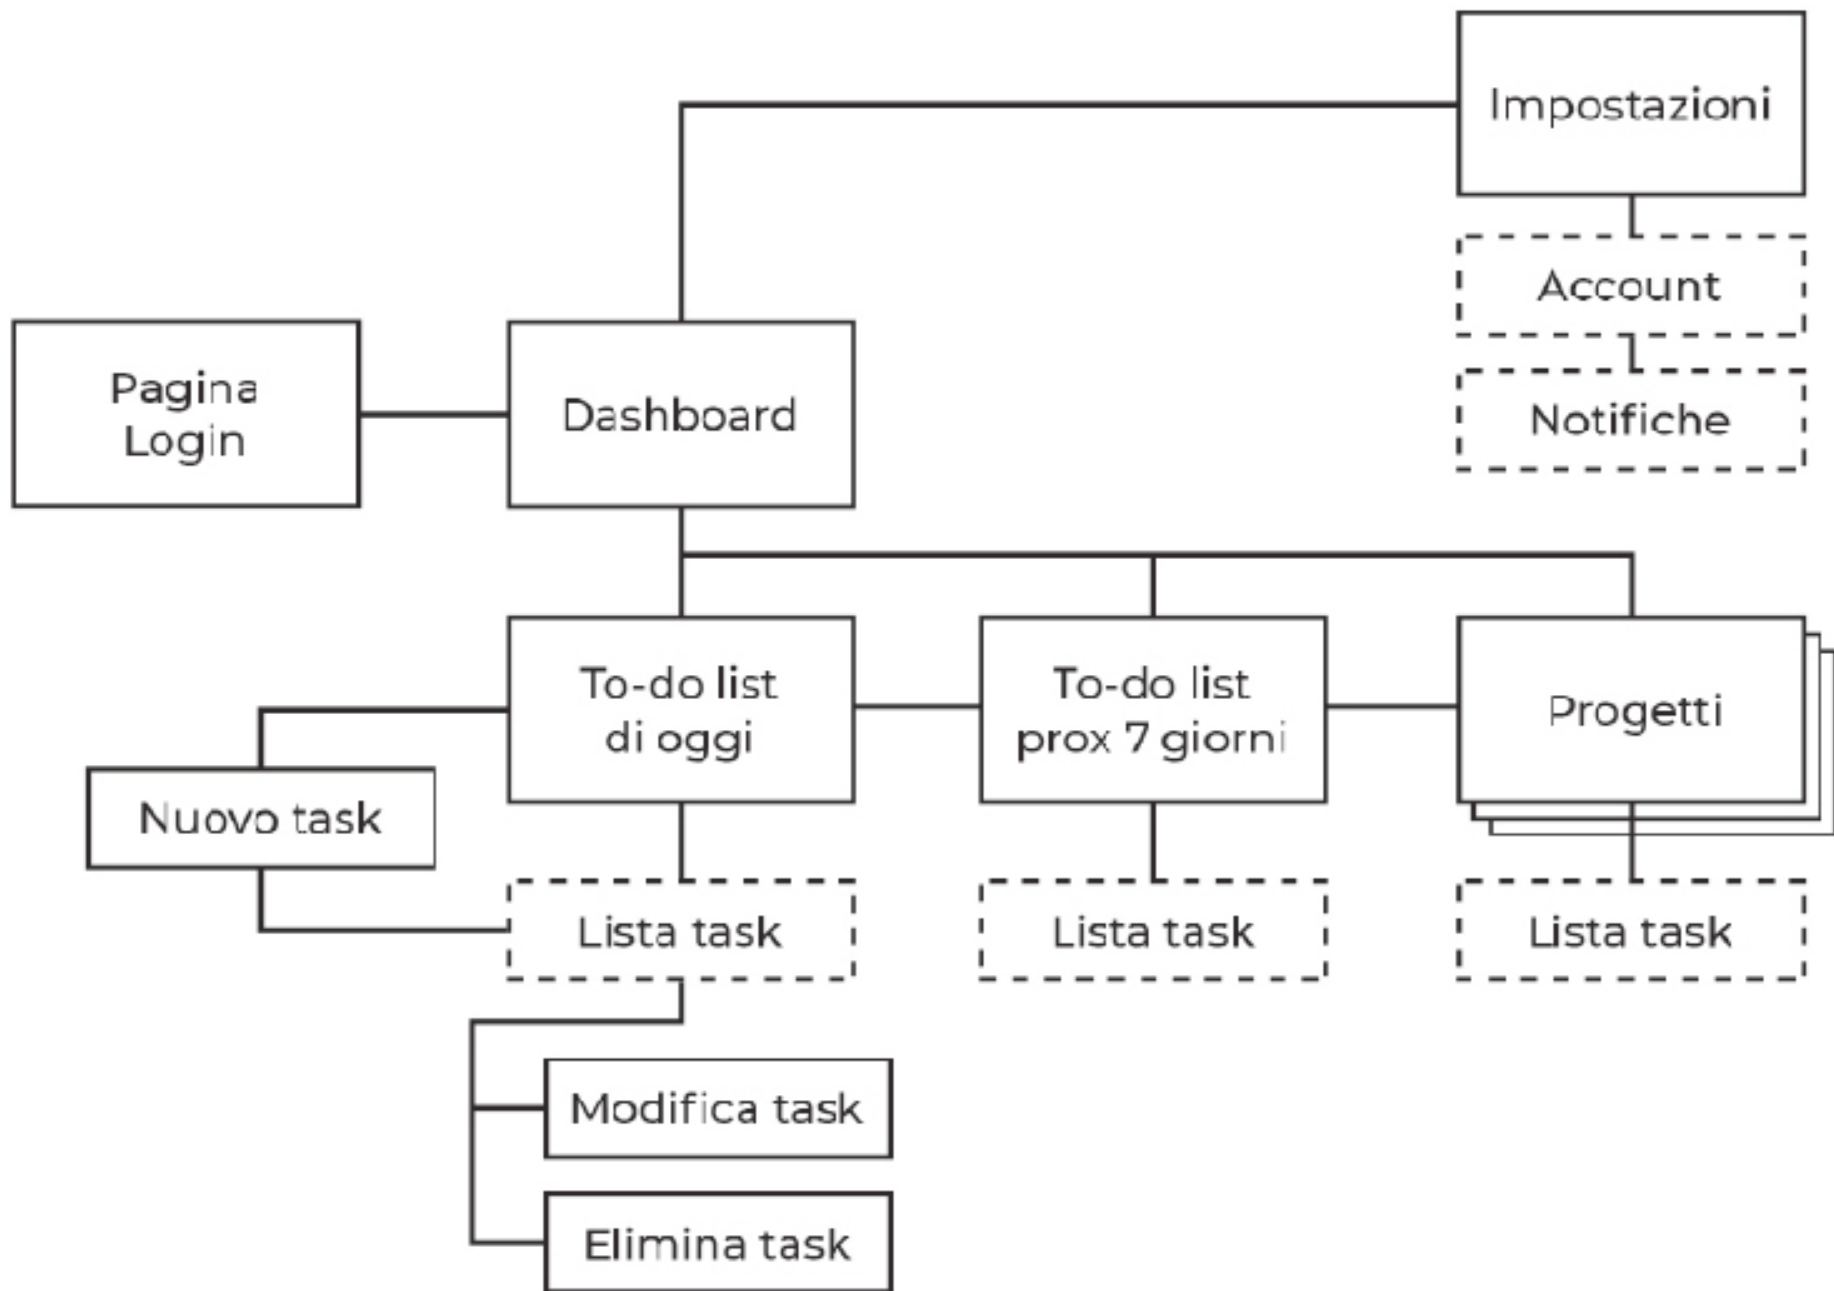 Impostazioni
Account
Notifiche
Pagina
Login
Dashboard
To-do list
di oggi
To-do list
prox 7 giorni
Progetti
Nuovo task
Lista task
Lista task
Lista task
Modifica task
Elimina task